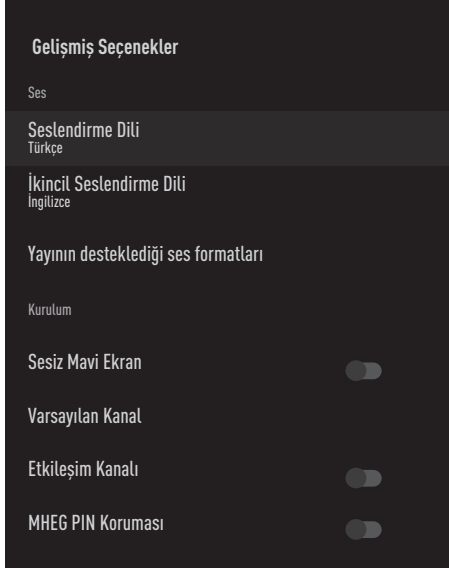 Gelişmiş Seçenekler
Ses
Seslendirme Dili
Türkçe
İkincil Seslendirme Dili
İngilizce
Yayının desteklediği ses formatları
Kurulum
Sesiz Mavi Ekran
Varsayılan Kanal
Etkileşim Kanalı
MHEG PIN Koruması